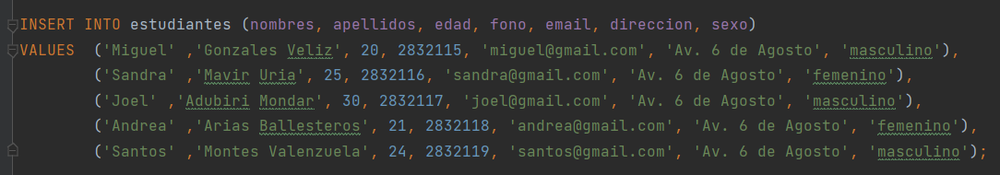 INSERT INTO estudiantes (nombres, apellidos, edad, fono, email, direccion, sexo)
VALUES ('Miguel' ,'Gonzales Veliz', 20, 2832115, 'miguel@gmail.com', 'Av. 6 de Agosto', 'masculino'),
('Sandra' ,'Mavir Uria', 25, 2832116, 'sandra@gmail.com', 'Av. 6 de Agosto', 'femenino'),
('Joel' ,'Adubiri Mondar', 30, 2832117, 'joel@gmail.com', 'Av. 6 de Agosto', 'masculino'),
('Andrea' ,'Arias Ballesteros', 21, 2832118, 'andrea@gmail.com', 'Av. 6 de Agosto', 'femenino'),
('Santos' ,'Montes Valenzuela', 24, 2832119, 'santos@gmail.com', 'Av. 6 de Agosto', 'masculino');